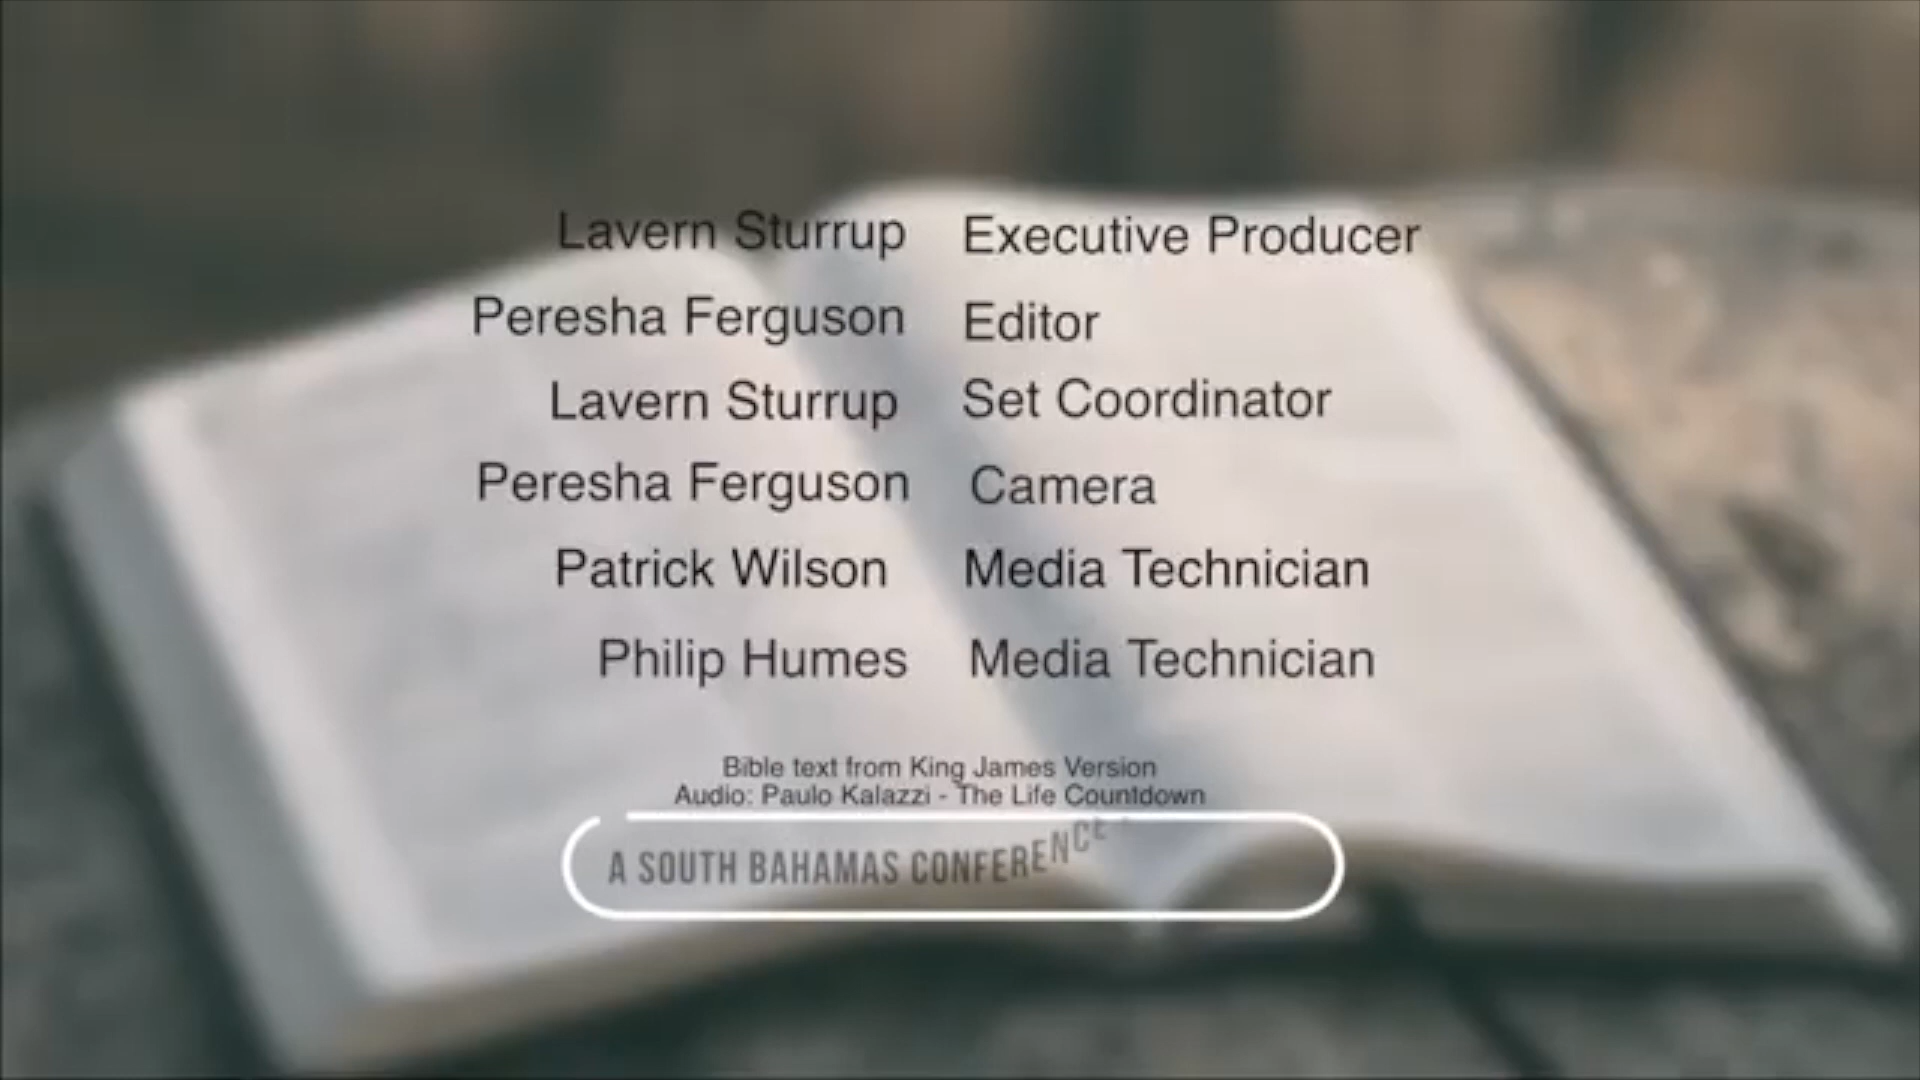 Lavern Sturrup Executive Producer
Peresha Ferguson Editor
Lavern Sturrup Set Coordinator
Peresha Ferguson Camera
Patrick Wilson Media Technician
Philip Humes Media Technician
Bible text from King James Version
Audio: Paulo Kalazzi - The Life Countdown
A SOUTH BAHAMAS CONFERENCE